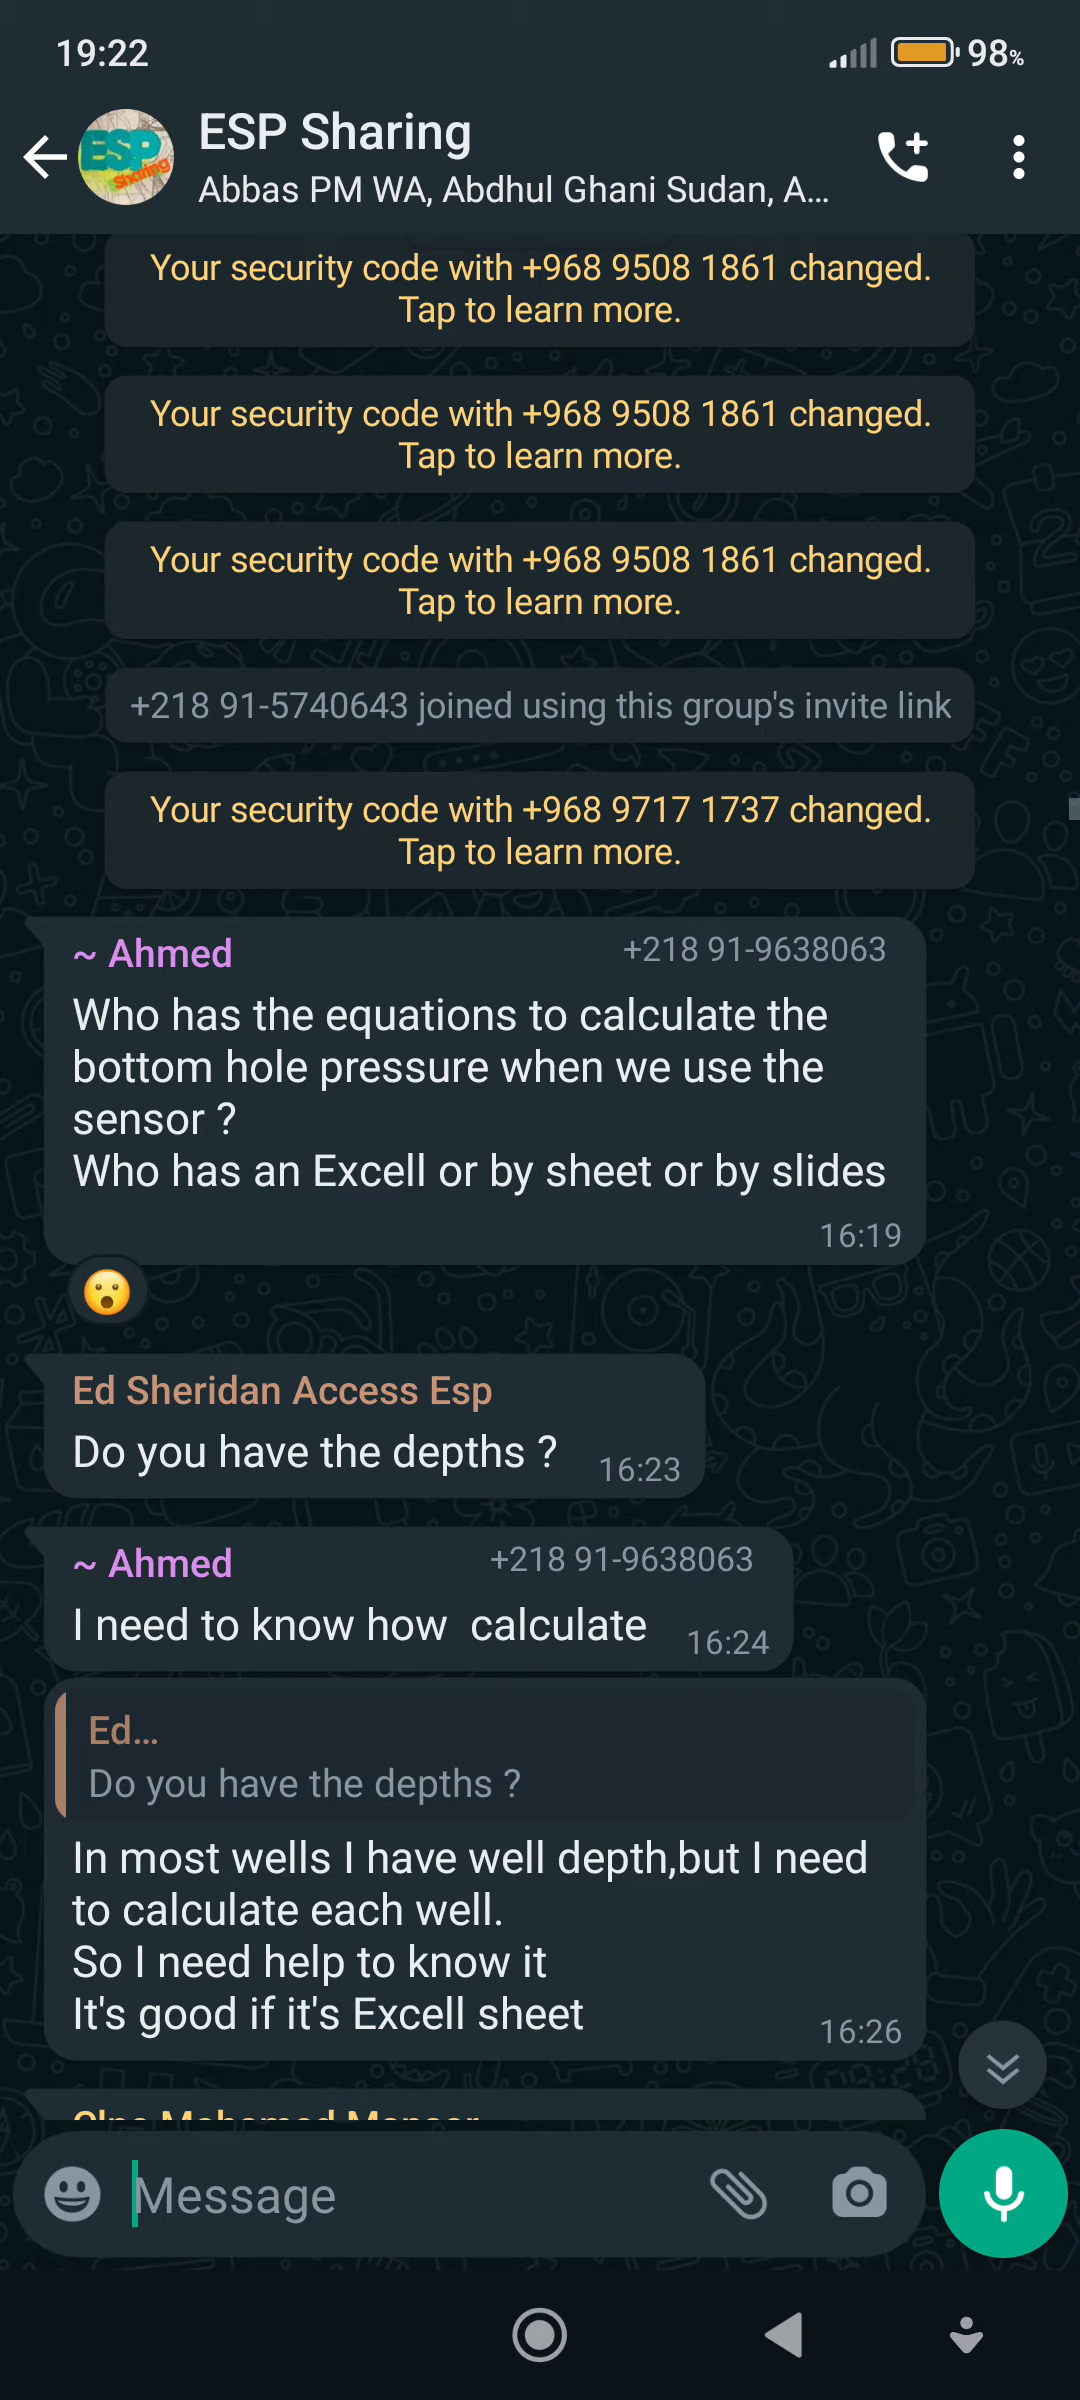 19:22
98%
ESP Sharing
Abbas PM WA, Abdhul Ghani Sudan, A...
ESP
Sharing
Your security code with +968 9508 1861 changed.
Tap to learn more.
Your security code with +968 9508 1861 changed.
Tap to learn more.
Your security code with +968 9508 1861 changed.
Tap to learn more.
+218 91-5740643 joined using this group's invite link
Your security code with +968 9717 1737 changed.
Tap to learn more.
~ Ahmed +218 91-9638063
Who has the equations to calculate the
bottom hole pressure when we use the
sensor ?
Who has an Excell or by sheet or by slides
16:19
Ed Sheridan Access Esp
Do you have the depths ? 16:23
~ Ahmed +218 91-9638063
I need to know how  calculate 16:24
Ed...
Do you have the depths ?
In most wells I have well depth,but I need
to calculate each well.
So I need help to know it
It's good if it's Excell sheet
16:26
Message